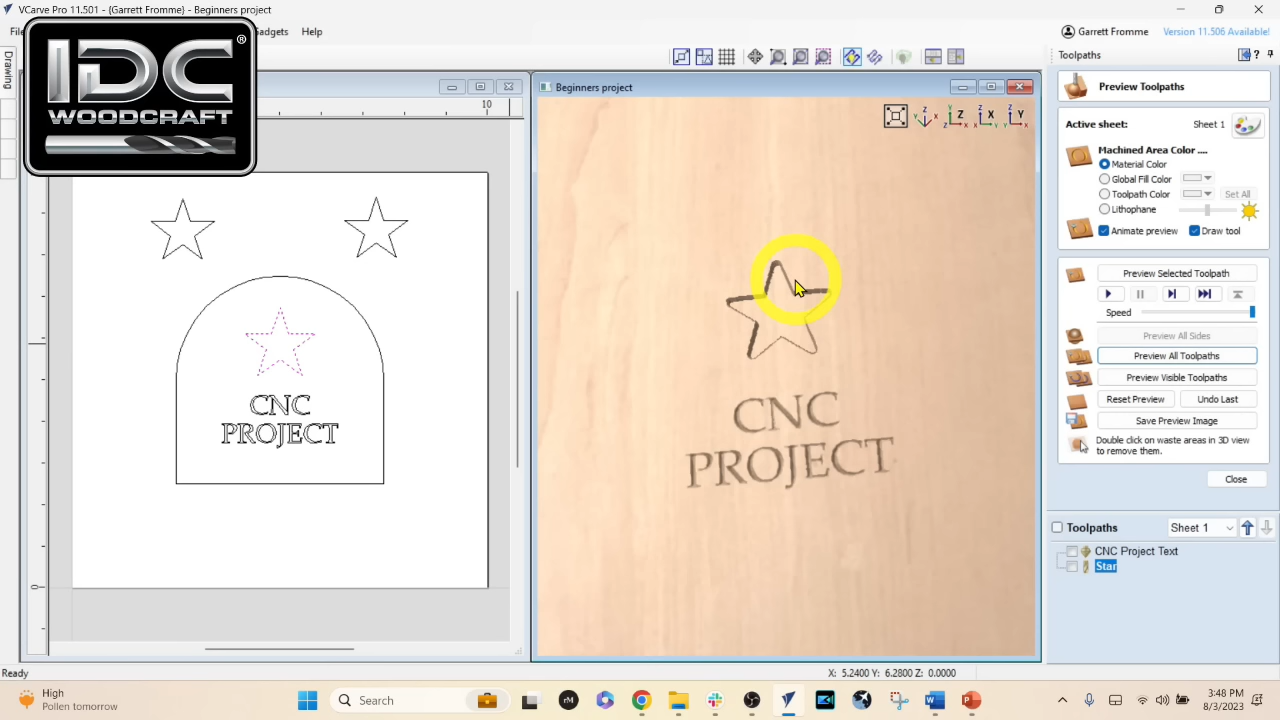 VCarve Pro 11.501 - {Garrett Fromme} - Beginners project
Gadgets Help
Garrett Fromme Version 11.506 Available!
IDC®
WOODCRAFT
Drawing
10
0
Beginners project
CNC
PROJECT
CNC
PROJECT
Toolpaths
Preview Toolpaths
Active sheet: Sheet 1
Machined Area Color ....
Material Color
Global Fill Color
Toolpath Color Set All
Lithophane
Animate preview Draw tool
Preview Selected Toolpath
Speed
Preview All Sides
Preview All Toolpaths
Preview Visible Toolpaths
Reset Preview Undo Last
Save Preview Image
Double click on waste areas in 3D view
to remove them.
Close
Toolpaths Sheet 1
CNC Project Text
Star
Ready X: 5.2400 Y: 6.2800 Z: 0.0000
High
Pollen tomorrow
Search
3:48 PM
8/3/2023